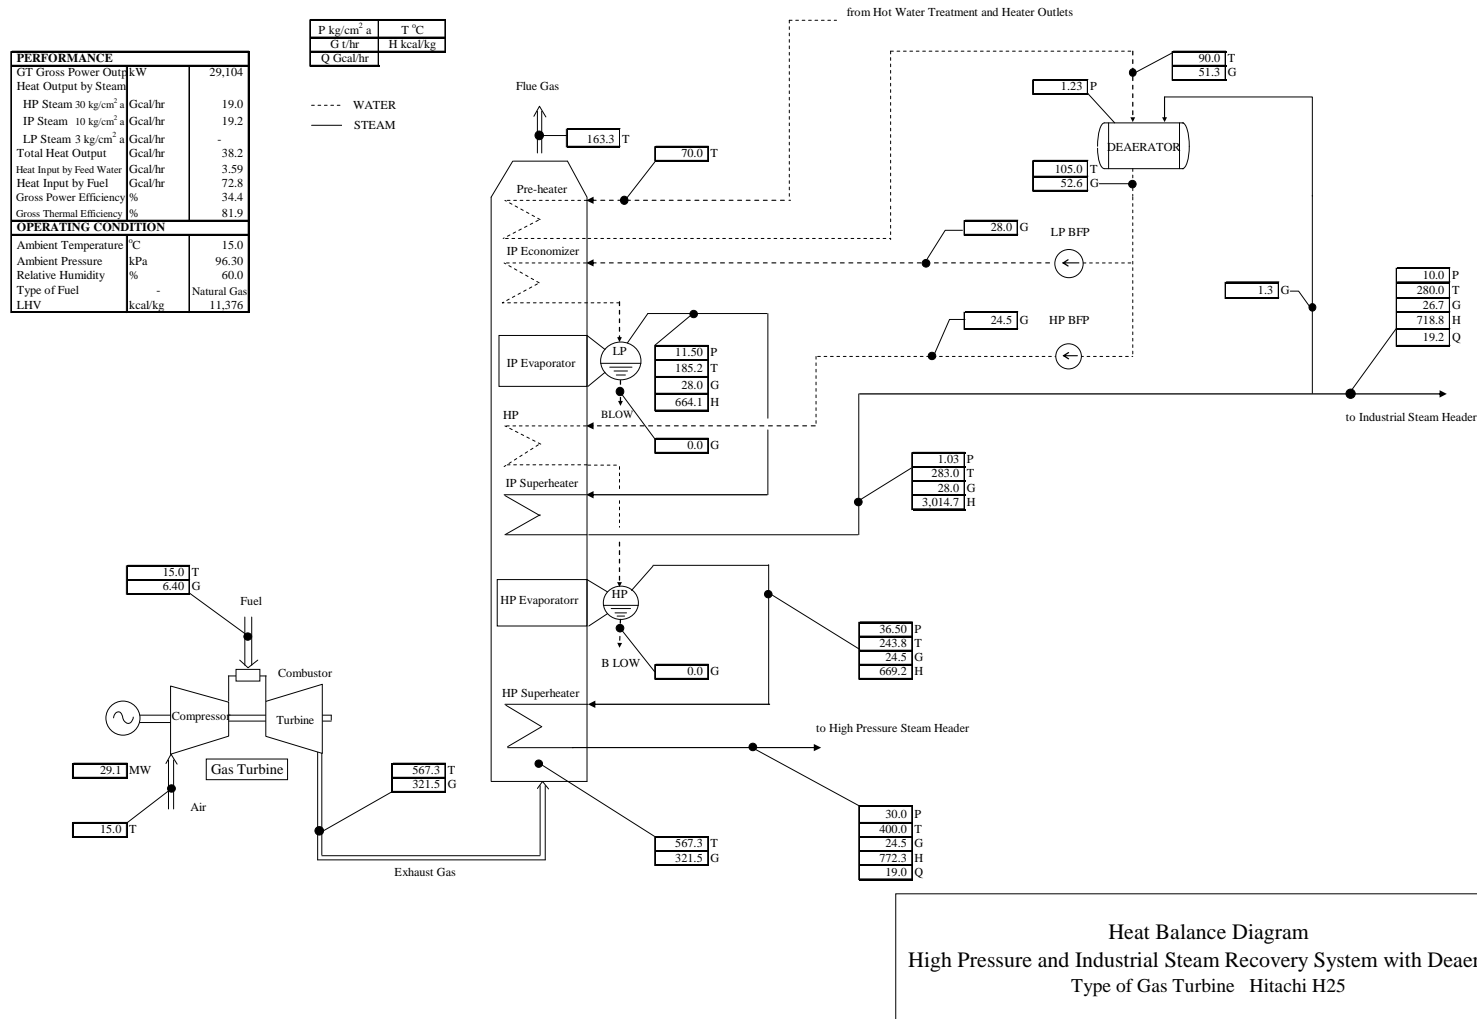 from Hot Water Treatment and Heater Outlets
P kg/cm² a T °C
G t/hr H kcal/kg
Q Gcal/hr
WATER
STEAM
PERFORMANCE
GT Gross Power Outp kW 29,104
Heat Output by Steam
HP Steam 30 kg/cm² a Gcal/hr 19.0
IP Steam 10 kg/cm² a Gcal/hr 19.2
LP Steam 3 kg/cm² a Gcal/hr -
Total Heat Output Gcal/hr 38.2
Heat Input by Feed Water Gcal/hr 3.59
Heat Input by Fuel Gcal/hr 72.8
Gross Power Efficiency % 34.4
Gross Thermal Efficiency % 81.9
OPERATING CONDITION
Ambient Temperature °C 15.0
Ambient Pressure kPa 96.30
Relative Humidity % 60.0
Type of Fuel - Natural Gas
LHV kcal/kg 11,376
Flue Gas
163.3 T
70.0 T
90.0 T
51.3 G
1.23 P
DEAERATOR
105.0 T
52.6 G
Pre-heater
28.0 G
LP BFP
IP Economizer
1.3 G
10.0 P
280.0 T
26.7 G
718.8 H
19.2 Q
to Industrial Steam Header
24.5 G
HP BFP
LP
IP Evaporator
11.50 P
185.2 T
28.0 G
664.1 H
BLOW
0.0 G
HP
1.03 P
283.0 T
28.0 G
3,014.7 H
IP Superheater
15.0 T
6.40 G
Fuel
HP
HP Evaporatorr
B LOW
0.0 G
36.50 P
243.8 T
24.5 G
669.2 H
Combustor
Compressor
Turbine
HP Superheater
to High Pressure Steam Header
29.1 MW
Gas Turbine
567.3 T
321.5 G
Air
15.0 T
567.3 T
321.5 G
30.0 P
400.0 T
24.5 G
772.3 H
19.0 Q
Exhaust Gas
Heat Balance Diagram
High Pressure and Industrial Steam Recovery System with Deaer
Type of Gas Turbine Hitachi H25